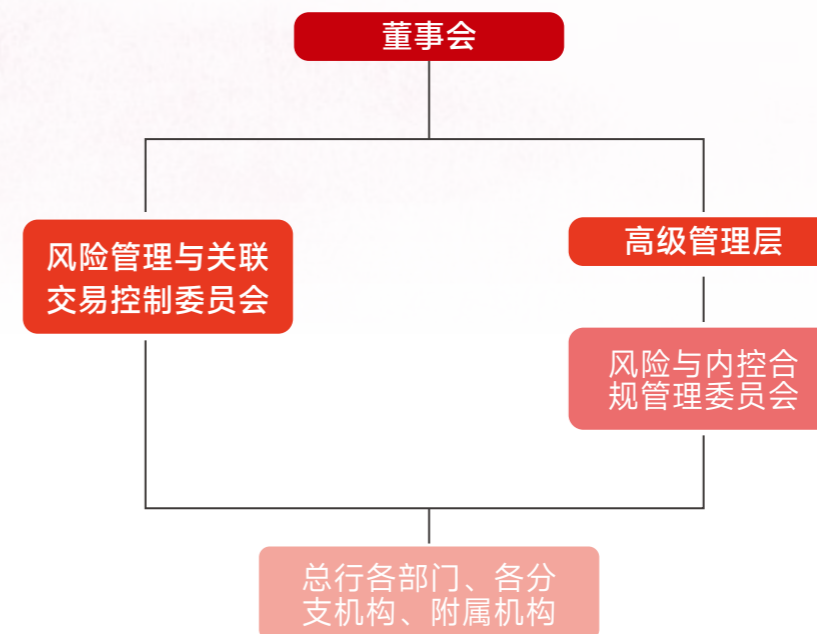 董事会
风险管理与关联
交易控制委员会
高级管理层
风险与内控合
规管理委员会
总行各部门、各分
支机构、附属机构